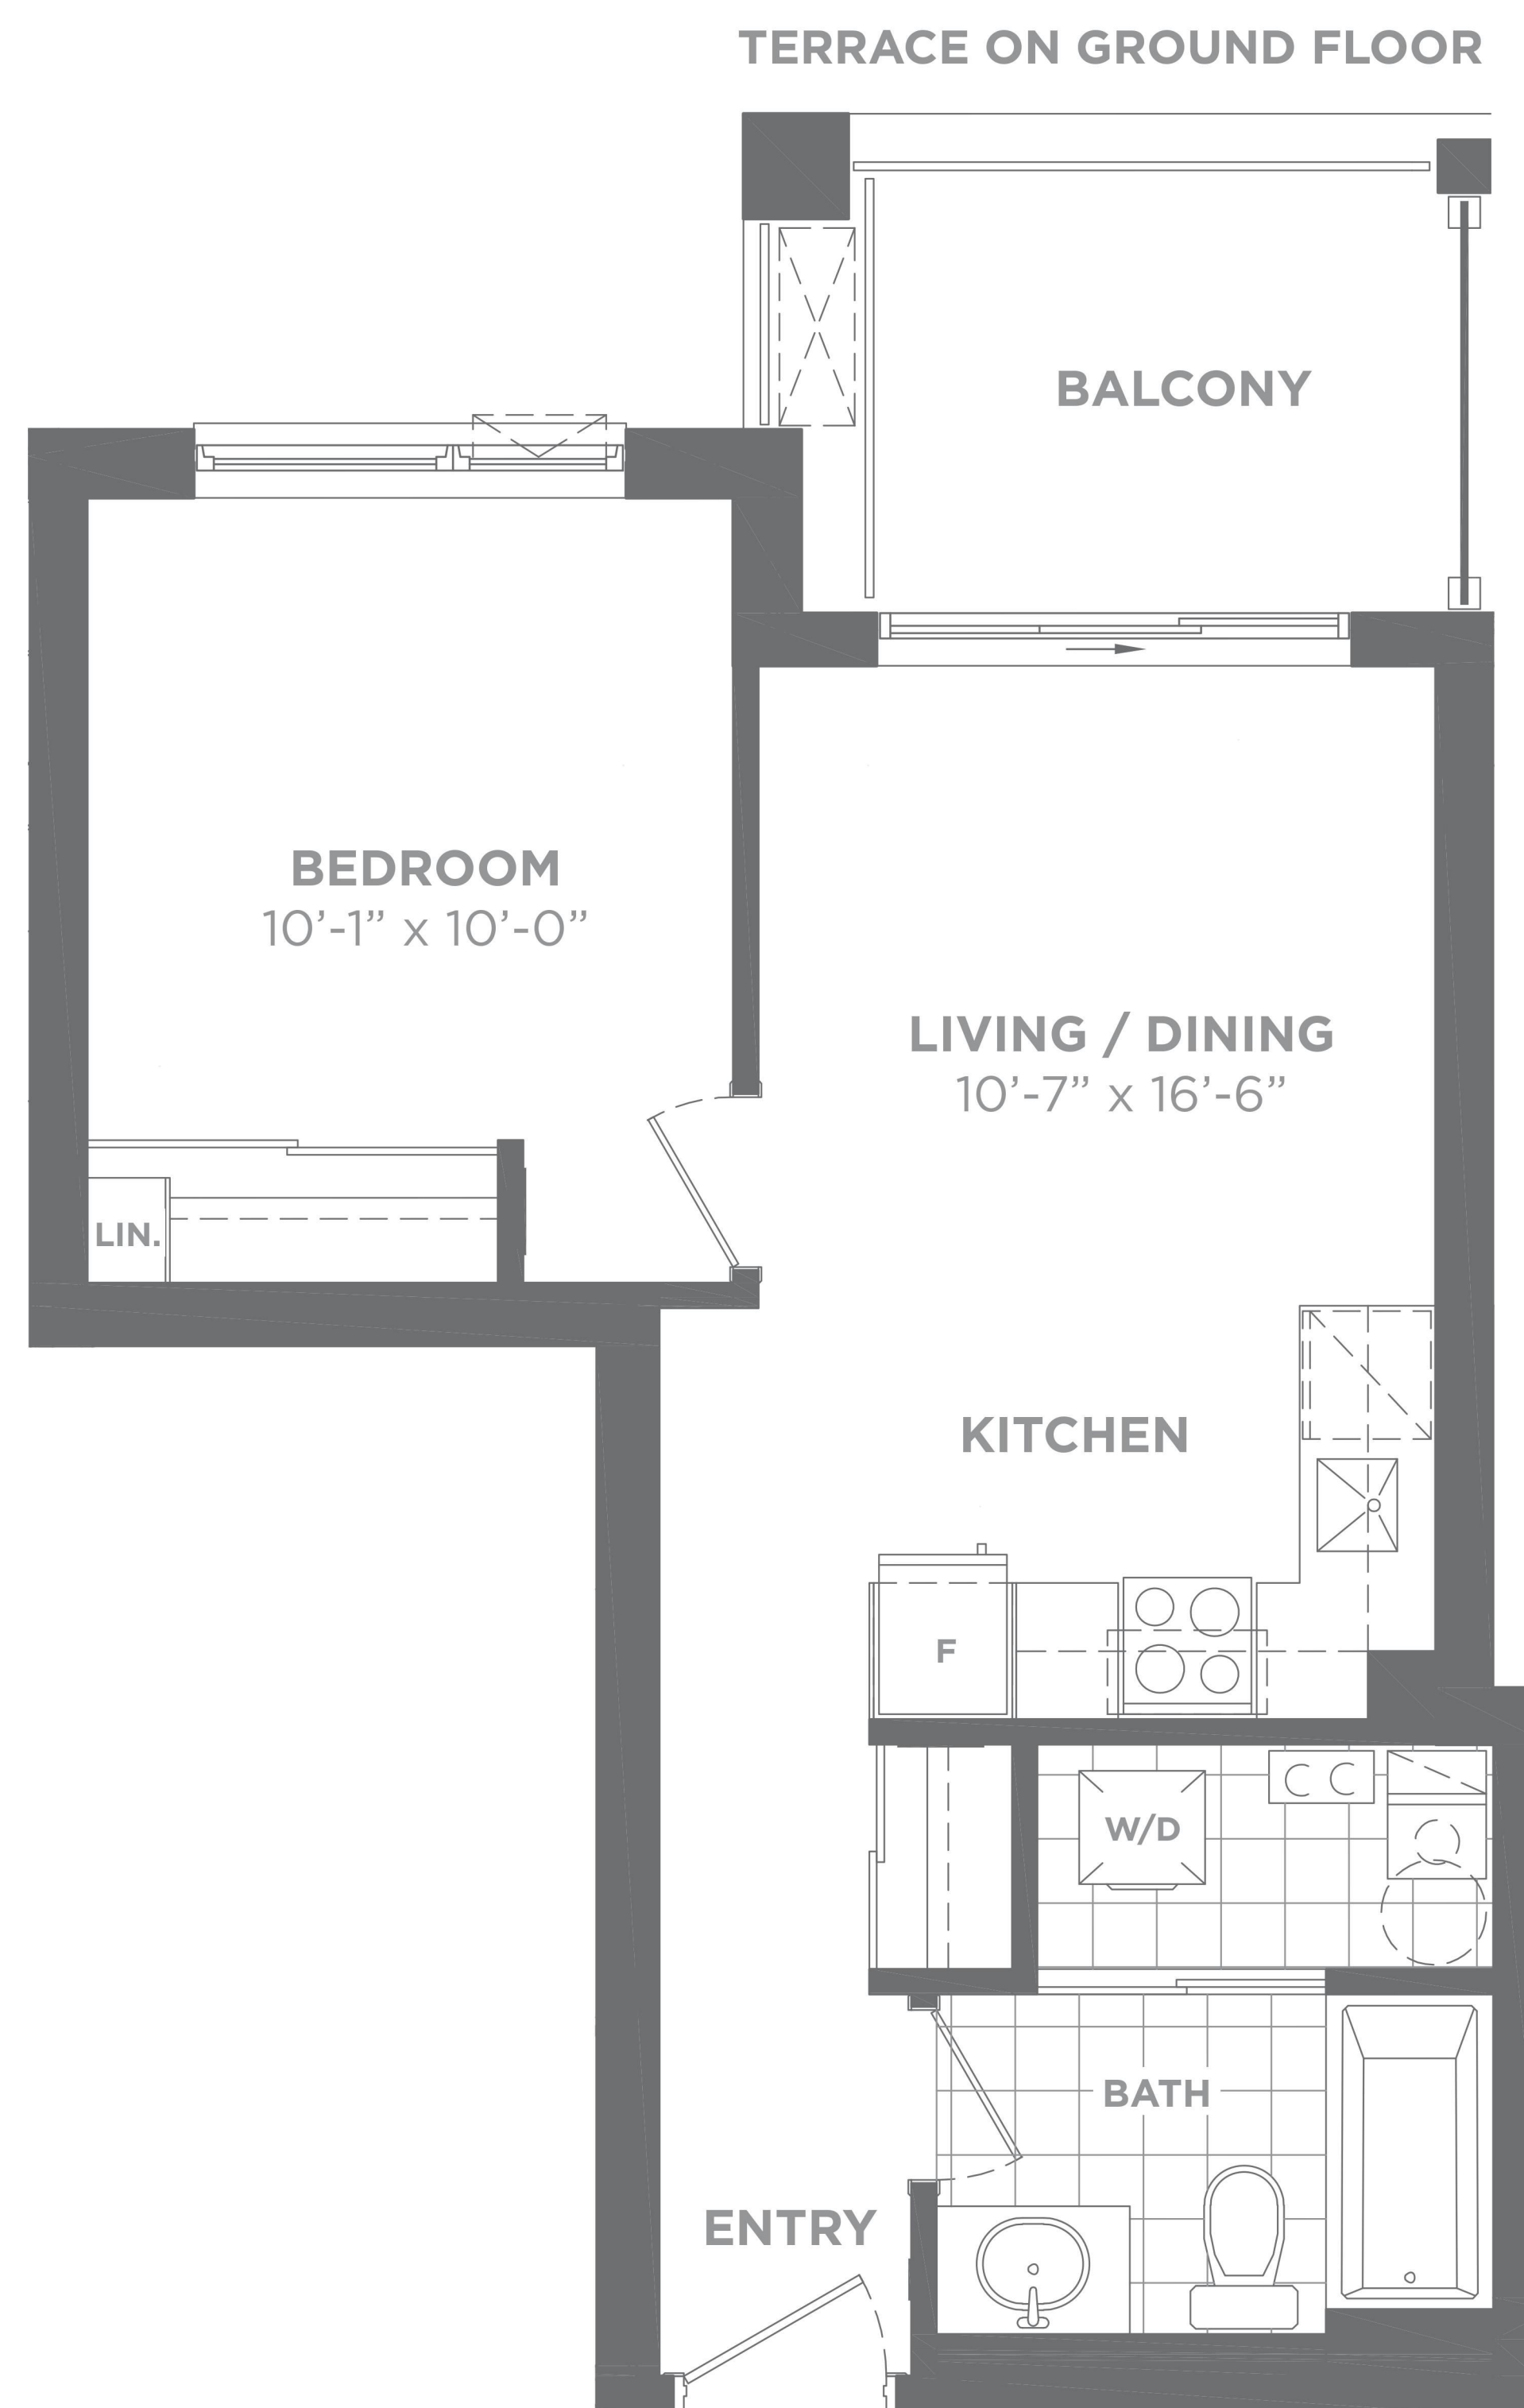 TERRACE ON GROUND FLOOR
BALCONY
BEDROOM
10’-1” x 10’-0”
LIVING / DINING
10’-7” x 16’-6”
LIN.
KITCHEN
F
W/D
BATH
ENTRY